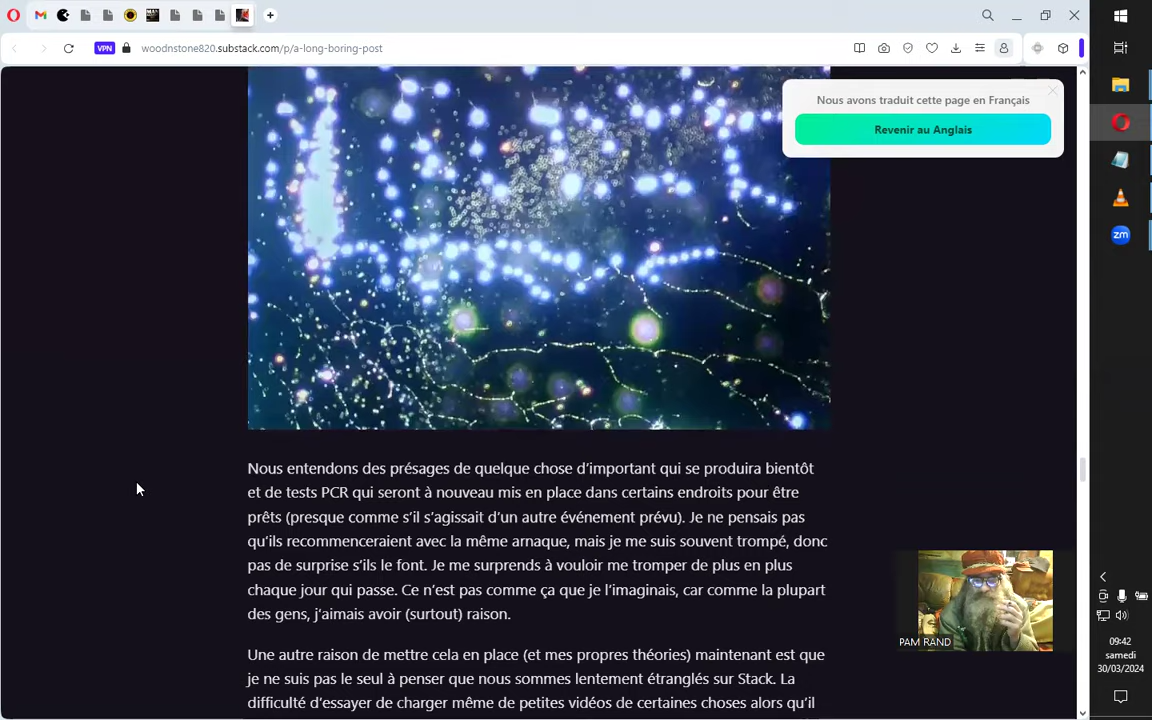 VPN
woodnstone820.substack.com/p/a-long-boring-post
Nous avons traduit cette page en Français
Revenir au Anglais
Nous entendons des présages de quelque chose d’important qui se produira bientôt
et de tests PCR qui seront à nouveau mis en place dans certains endroits pour être
prêts (presque comme s’il s’agissait d’un autre événement prévu). Je ne pensais pas
qu’ils recommenceraient avec la même arnaque, mais je me suis souvent trompé, donc
pas de surprise s’ils le font. Je me surprends à vouloir me tromper de plus en plus
chaque jour qui passe. Ce n’est pas comme ça que je l’imaginais, car comme la plupart
des gens, j’aimais avoir (surtout) raison.
Une autre raison de mettre cela en place (et mes propres théories) maintenant est que
je ne suis pas le seul à penser que nous sommes lentement étranglés sur Stack. La
difficulté d’essayer de charger même de petites vidéos de certaines choses alors qu’il
PAM RAND
zm
09:42
samedi
30/03/2024